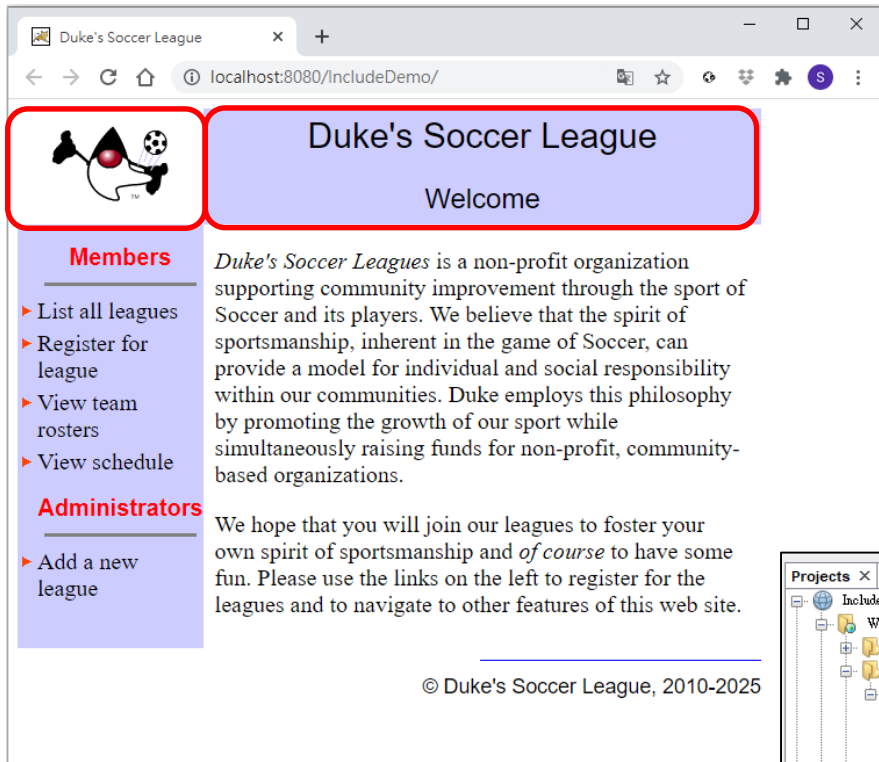 Duke's Soccer League
localhost:8080/IncludeDemo/
S
Duke's Soccer League
Welcome
TM
Members
List all leagues
Register for
league
View team
rosters
View schedule
Administrators
Add a new
league
Duke's Soccer Leagues is a non-profit organization
supporting community improvement through the sport of
Soccer and its players. We believe that the spirit of
sportsmanship, inherent in the game of Soccer, can
provide a model for individual and social responsibility
within our communities. Duke employs this philosophy
by promoting the growth of our sport while
simultaneously raising funds for non-profit, community-
based organizations.
We hope that you will join our leagues to foster your
own spirit of sportsmanship and of course to have some
fun. Please use the links on the left to register for the
leagues and to navigate to other features of this web site.
© Duke's Soccer League, 2010-2025
Projects
Include
W